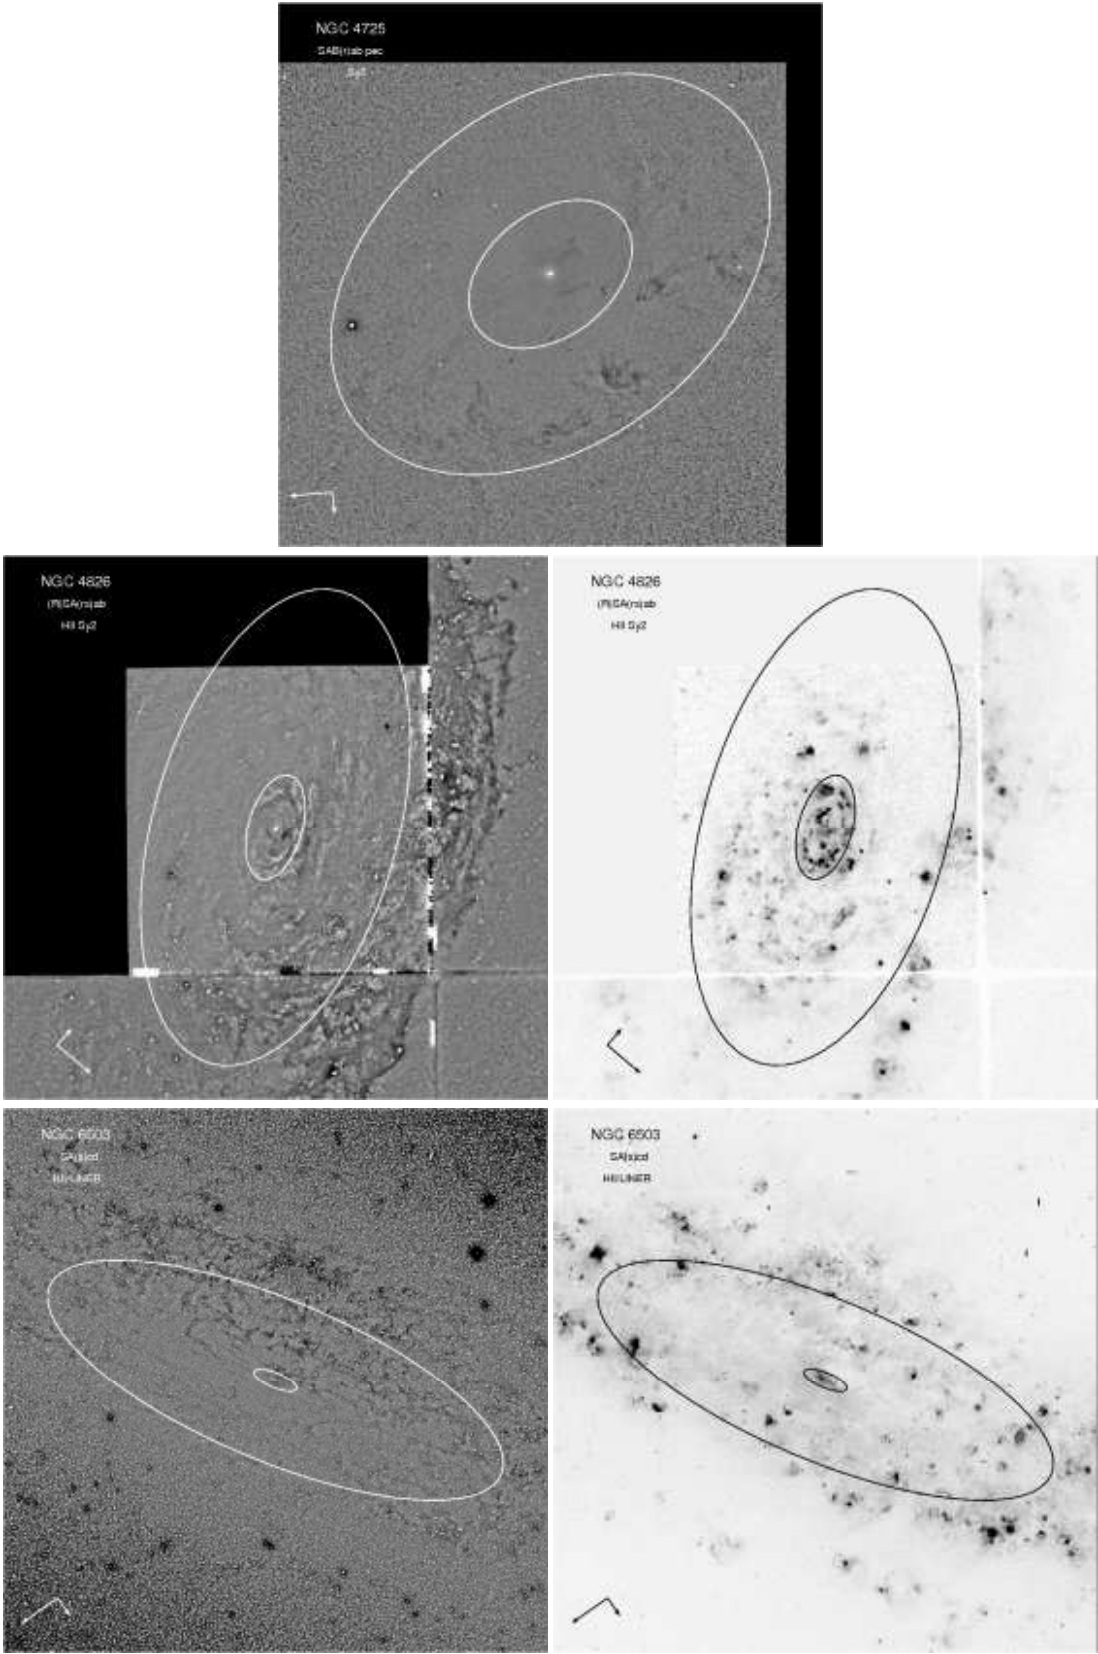 NGC 4725
SAB(r)ab pec
Sy2
NGC 4826
(R)SA(rs)ab
HII Sy2
NGC 4826
(R)SA(rs)ab
HII Sy2
NGC 6503
SA(s)cd
HII/LINER
NGC 6503
SA(s)cd
HII/LINER